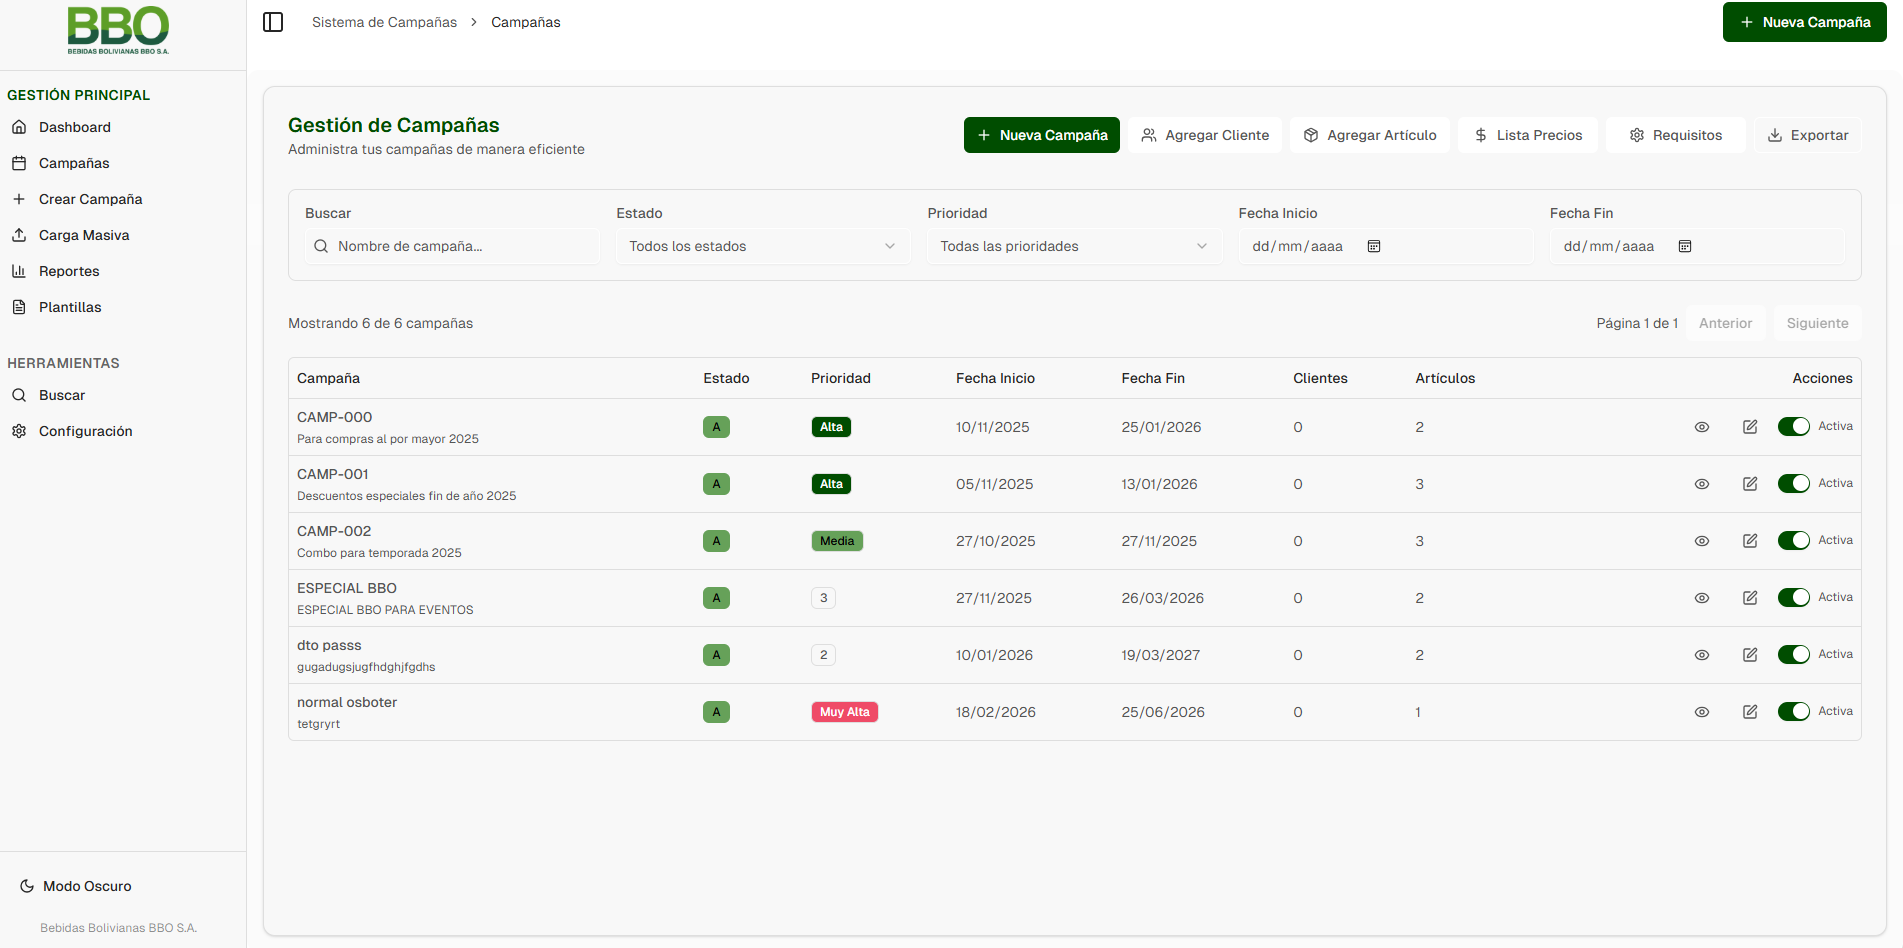 BBO
BEBIDAS BOLIVIANAS BBO S.A.
Sistema de Campañas > Campañas
+ Nueva Campaña
GESTIÓN PRINCIPAL
Dashboard
Campañas
Crear Campaña
Carga Masiva
Reportes
Plantillas
HERRAMIENTAS
Buscar
Configuración
Modo Oscuro
Bebidas Bolivianas BBO S.A.
Gestión de Campañas
Administra tus campañas de manera eficiente
+ Nueva Campaña Agregar Cliente Agregar Artículo $ Lista Precios Requisitos Exportar
Buscar Estado Prioridad Fecha Inicio Fecha Fin
Nombre de campaña... Todos los estados Todas las prioridades dd/mm/aaaa dd/mm/aaaa
Mostrando 6 de 6 campañas Página 1 de 1 Anterior Siguiente
Campaña Estado Prioridad Fecha Inicio Fecha Fin Clientes Artículos Acciones
CAMP-000
Para compras al por mayor 2025
A Alta 10/11/2025 25/01/2026 0 2 Activa
CAMP-001
Descuentos especiales fin de año 2025
A Alta 05/11/2025 13/01/2026 0 3 Activa
CAMP-002
Combo para temporada 2025
A Media 27/10/2025 27/11/2025 0 3 Activa
ESPECIAL BBO
ESPECIAL BBO PARA EVENTOS
A 3 27/11/2025 26/03/2026 0 2 Activa
dto passs
gugadugsjugfhdghjfgdhs
A 2 10/01/2026 19/03/2027 0 2 Activa
normal osboter
tetgryrt
A Muy Alta 18/02/2026 25/06/2026 0 1 Activa